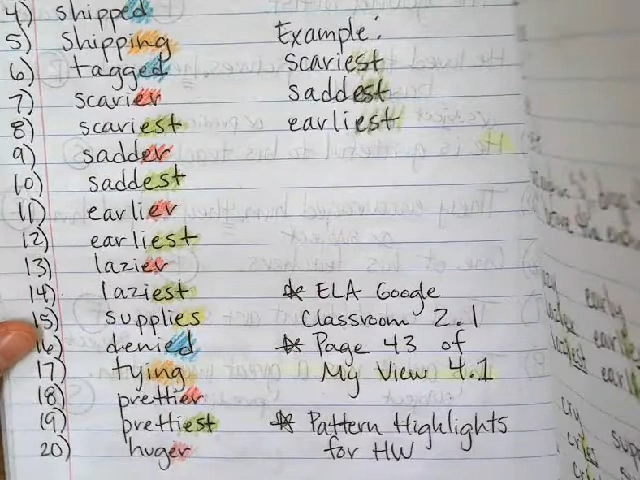 4) shipped
5) Shipping
6) tagged
7) scarier
8) scariest
9) sadder
10) saddest
11) earlier
12) earliest
13) lazier
14) laziest
15) supplies
16) denied
17) tying
18) prettier
19) prettiest
20) huger
Example:
scariest
saddest
earliest
* ELA Google
Classroom 2.1
* Page 43 of
My View 4.1
* Pattern Highlights
for HW
early
cry